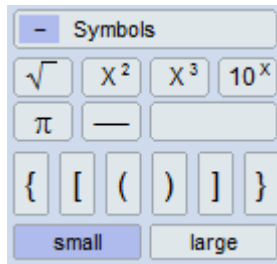 − Symbols
√ X² X³ 10ˣ
π —
{ [ ( ) ] }
small large